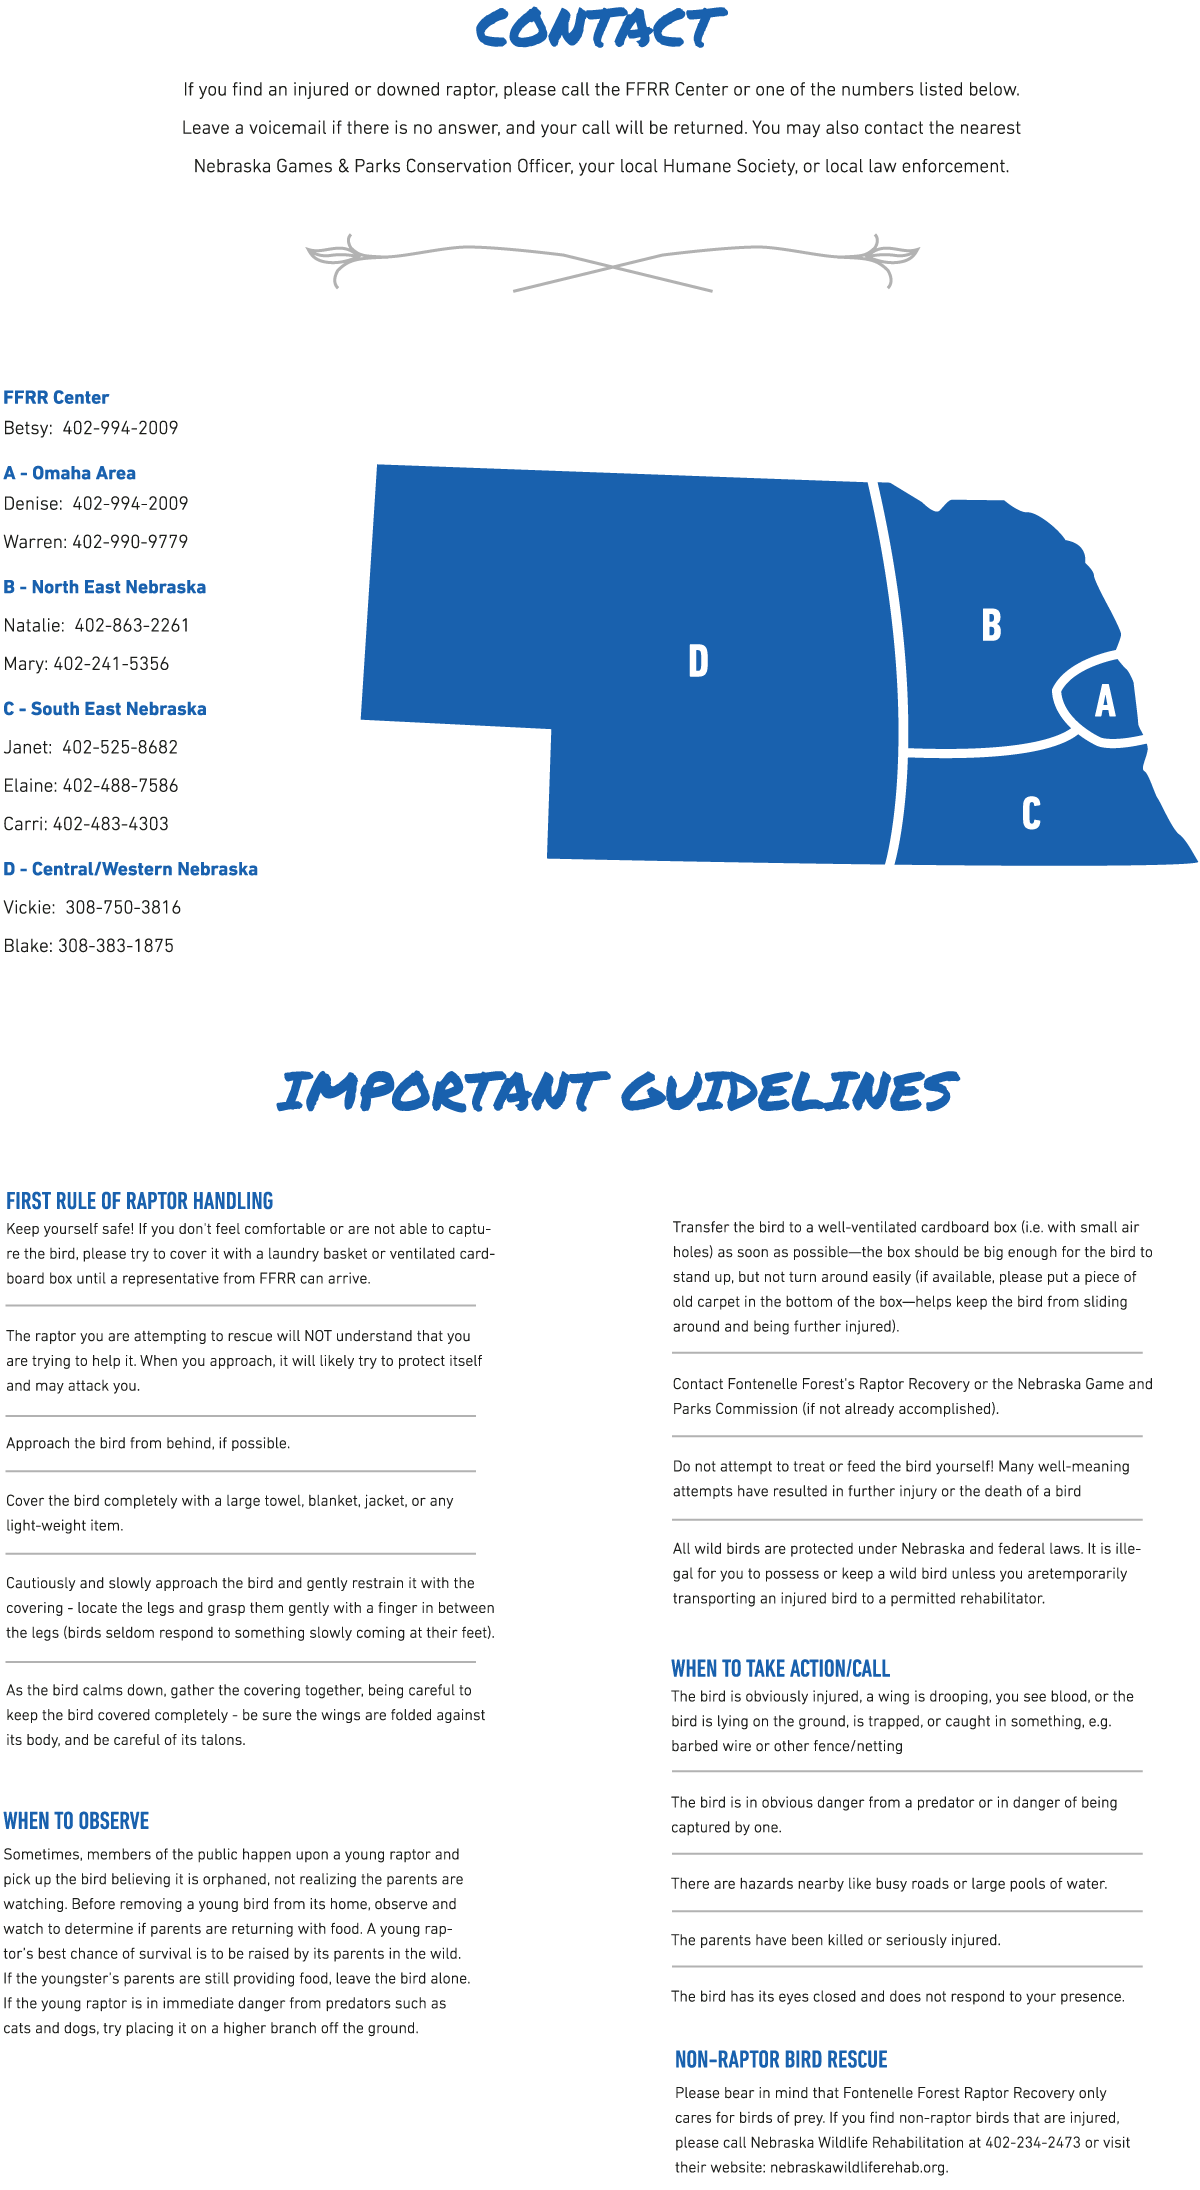 CONTACT
If you find an injured or downed raptor, please call the FFRR Center or one of the numbers listed below.
Leave a voicemail if there is no answer, and your call will be returned. You may also contact the nearest
Nebraska Games & Parks Conservation Officer, your local Humane Society, or local law enforcement.
FFRR Center
Betsy: 402-994-2009
A - Omaha Area
Denise: 402-994-2009
Warren: 402-990-9779
B - North East Nebraska
Natalie: 402-863-2261
Mary: 402-241-5356
C - South East Nebraska
Janet: 402-525-8682
Elaine: 402-488-7586
Carri: 402-483-4303
D - Central/Western Nebraska
Vickie: 308-750-3816
Blake: 308-383-1875
D
B
A
C
IMPORTANT GUIDELINES
FIRST RULE OF RAPTOR HANDLING
Keep yourself safe! If you don't feel comfortable or are not able to captu-
re the bird, please try to cover it with a laundry basket or ventilated card-
board box until a representative from FFRR can arrive.
The raptor you are attempting to rescue will NOT understand that you
are trying to help it. When you approach, it will likely try to protect itself
and may attack you.
Approach the bird from behind, if possible.
Cover the bird completely with a large towel, blanket, jacket, or any
light-weight item.
Cautiously and slowly approach the bird and gently restrain it with the
covering - locate the legs and grasp them gently with a finger in between
the legs (birds seldom respond to something slowly coming at their feet).
As the bird calms down, gather the covering together, being careful to
keep the bird covered completely - be sure the wings are folded against
its body, and be careful of its talons.
WHEN TO OBSERVE
Sometimes, members of the public happen upon a young raptor and
pick up the bird believing it is orphaned, not realizing the parents are
watching. Before removing a young bird from its home, observe and
watch to determine if parents are returning with food. A young rap-
tor's best chance of survival is to be raised by its parents in the wild.
If the youngster's parents are still providing food, leave the bird alone.
If the young raptor is in immediate danger from predators such as
cats and dogs, try placing it on a higher branch off the ground.
Transfer the bird to a well-ventilated cardboard box (i.e. with small air
holes) as soon as possible—the box should be big enough for the bird to
stand up, but not turn around easily (if available, please put a piece of
old carpet in the bottom of the box—helps keep the bird from sliding
around and being further injured).
Contact Fontenelle Forest's Raptor Recovery or the Nebraska Game and
Parks Commission (if not already accomplished).
Do not attempt to treat or feed the bird yourself! Many well-meaning
attempts have resulted in further injury or the death of a bird
All wild birds are protected under Nebraska and federal laws. It is ille-
gal for you to possess or keep a wild bird unless you aretemporarily
transporting an injured bird to a permitted rehabilitator.
WHEN TO TAKE ACTION/CALL
The bird is obviously injured, a wing is drooping, you see blood, or the
bird is lying on the ground, is trapped, or caught in something, e.g.
barbed wire or other fence/netting
The bird is in obvious danger from a predator or in danger of being
captured by one.
There are hazards nearby like busy roads or large pools of water.
The parents have been killed or seriously injured.
The bird has its eyes closed and does not respond to your presence.
NON-RAPTOR BIRD RESCUE
Please bear in mind that Fontenelle Forest Raptor Recovery only
cares for birds of prey. If you find non-raptor birds that are injured,
please call Nebraska Wildlife Rehabilitation at 402-234-2473 or visit
their website: nebraskawildliferehab.org.